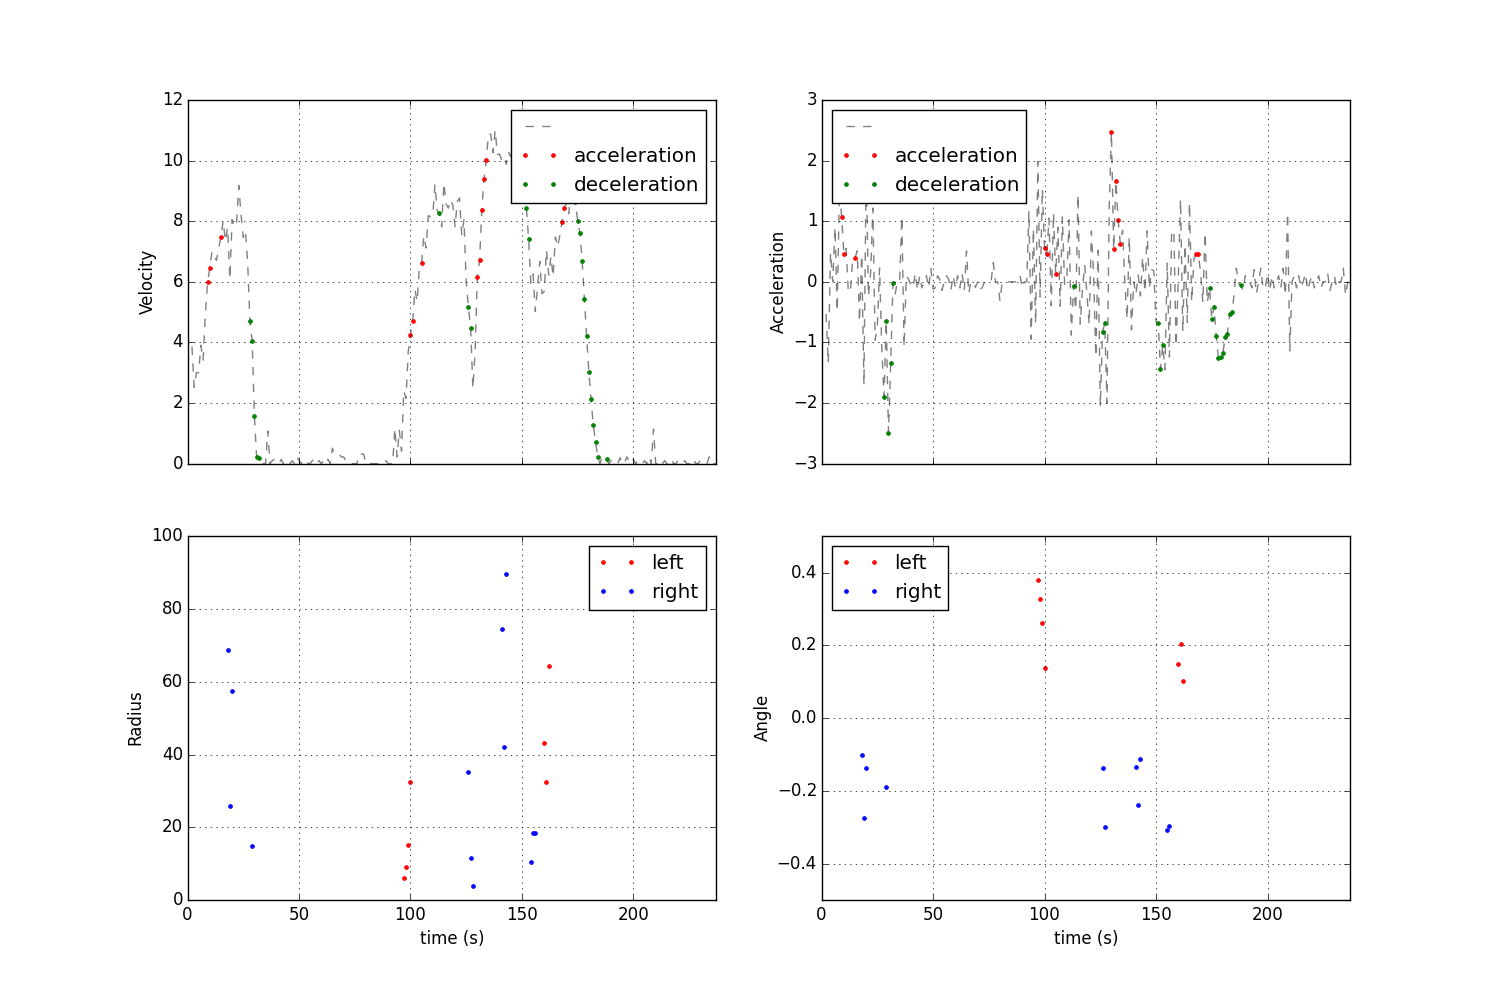 12
10
8
6
4
2
0
Velocity
acceleration
deceleration
3
2
1
0
−1
−2
−3
Acceleration
acceleration
deceleration
100
80
60
40
20
0
Radius
left
right
0 50 100 150 200
time (s)
0.4
0.2
0.0
−0.2
−0.4
Angle
left
right
0 50 100 150 200
time (s)